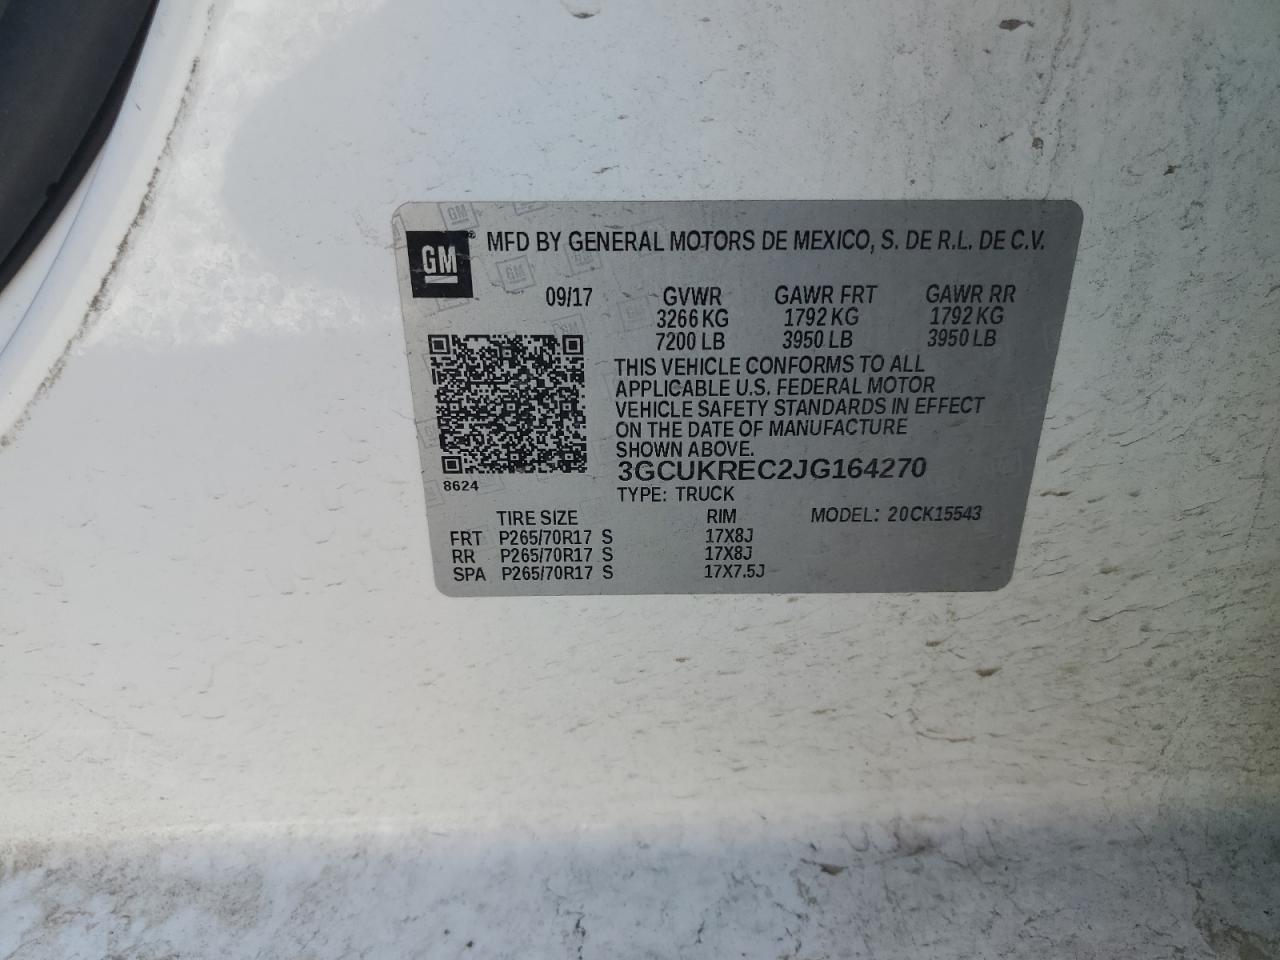 GM® MFD BY GENERAL MOTORS DE MEXICO, S. DE R.L. DE C.V.
09/17 GVWR GAWR FRT GAWR RR
3266 KG 1792 KG 1792 KG
7200 LB 3950 LB 3950 LB
THIS VEHICLE CONFORMS TO ALL
APPLICABLE U.S. FEDERAL MOTOR
VEHICLE SAFETY STANDARDS IN EFFECT
ON THE DATE OF MANUFACTURE
SHOWN ABOVE.
3GCUKREC2JG164270
8624
TYPE: TRUCK
TIRE SIZE RIM MODEL: 20CK15543
FRT P265/70R17 S 17X8J
RR P265/70R17 S 17X8J
SPA P265/70R17 S 17X7.5J